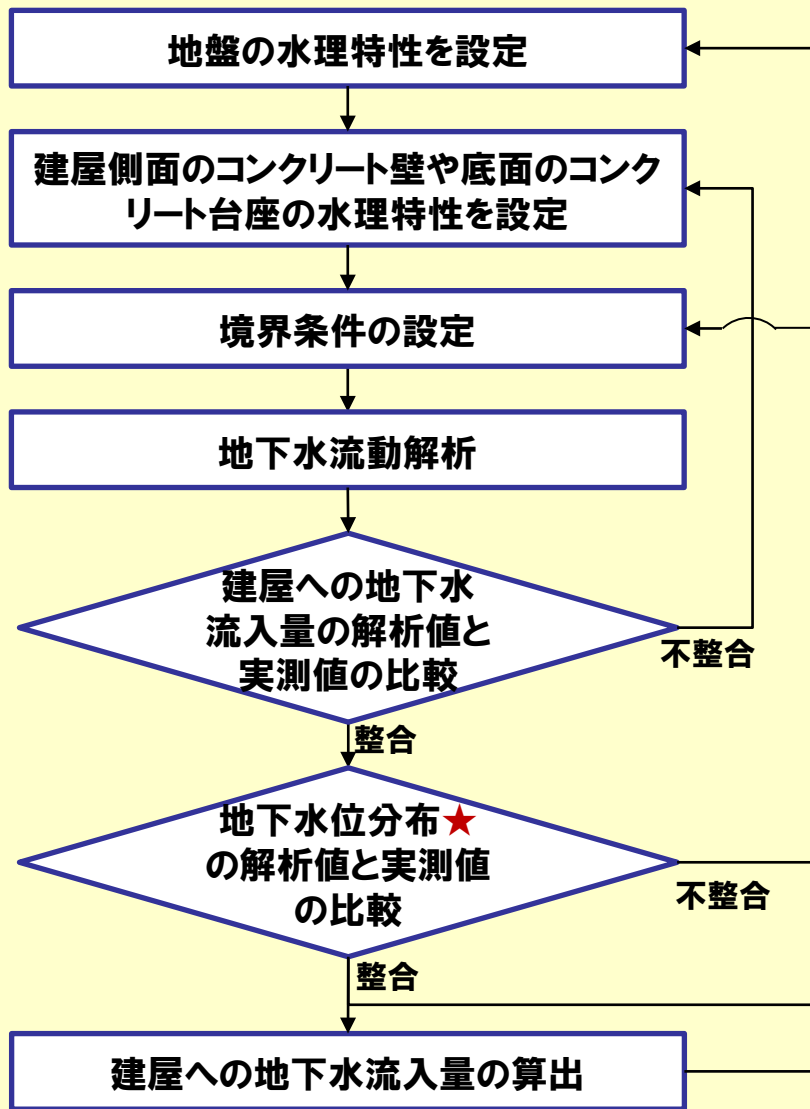 地盤の水理特性を設定
建屋側面のコンクリート壁や底面のコンク
リート台座の水理特性を設定
境界条件の設定
地下水流動解析
建屋への地下水
流入量の解析値と
実測値の比較
不整合
整合
地下水位分布★
の解析値と実測値
の比較
不整合
整合
建屋への地下水流入量の算出